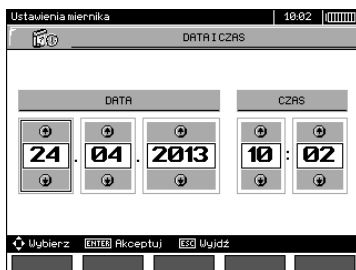 Ustawienia miernika 10:02
DATA I CZAS
DATA CZAS
24 . 04 . 2013 10 : 02
Wybierz ENTER Akceptuj ESC Wyjdź